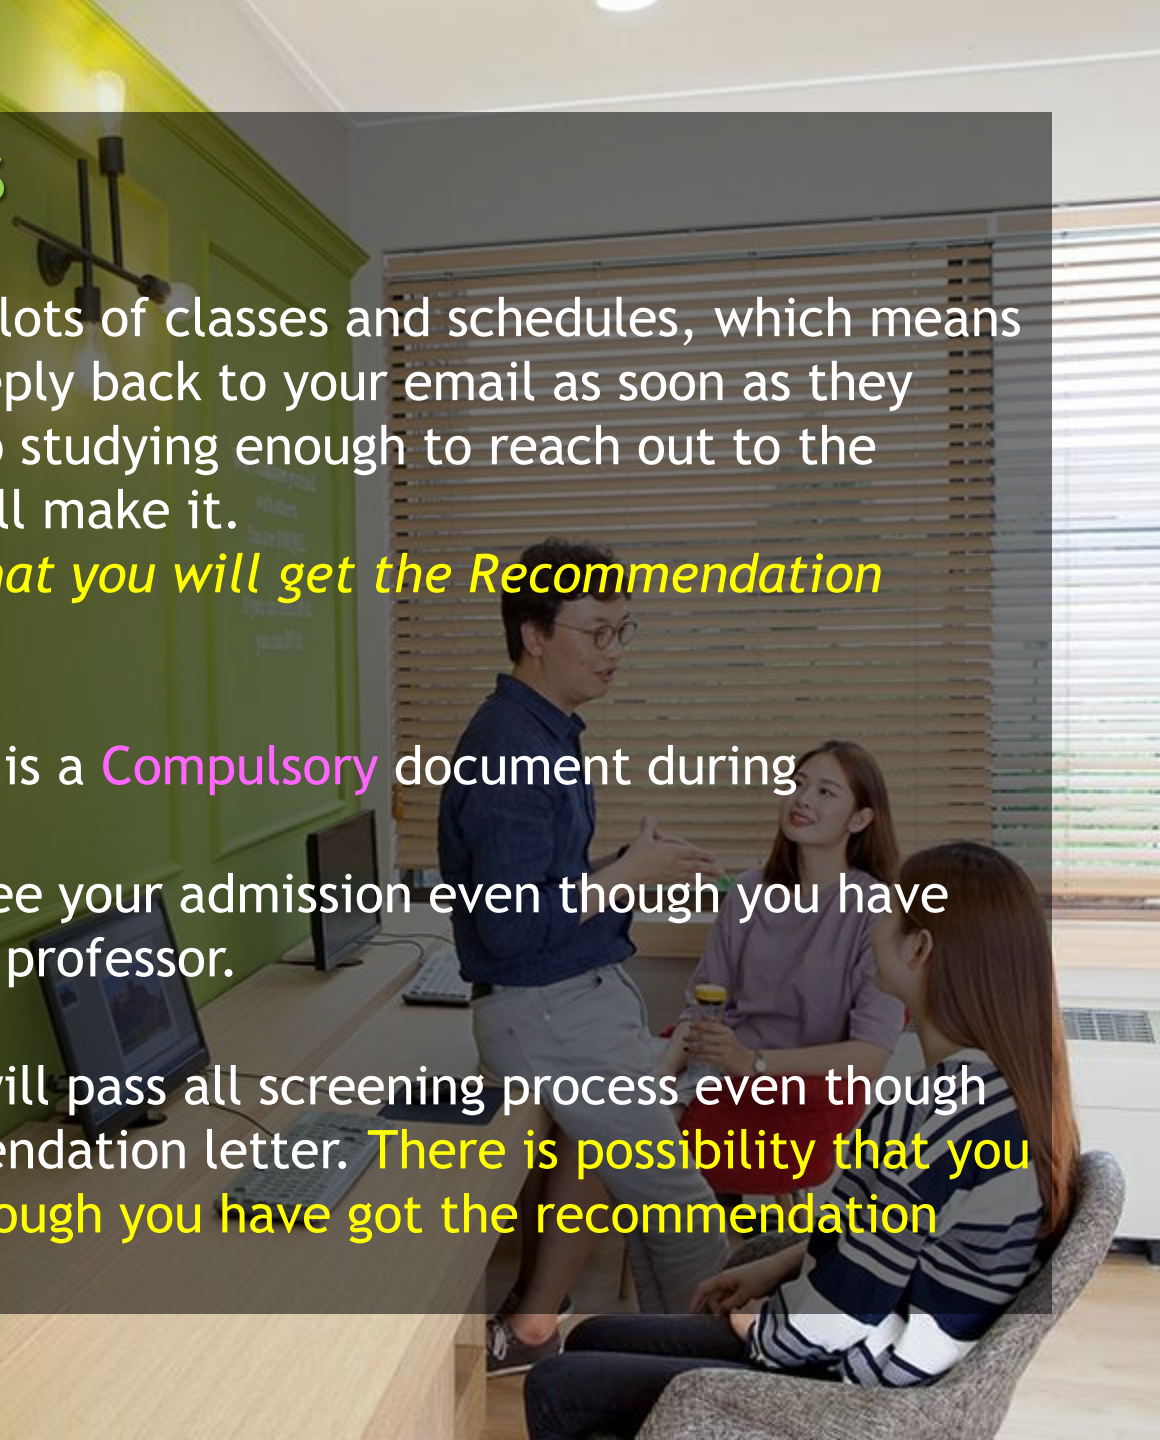 lots of classes and schedules, which means
ply back to your email as soon as they
studying enough to reach out to the
ll make it.
at you will get the Recommendation
is a Compulsory document during
ee your admission even though you have
professor.
ill pass all screening process even though
endation letter. There is possibility that you
ough you have got the recommendation